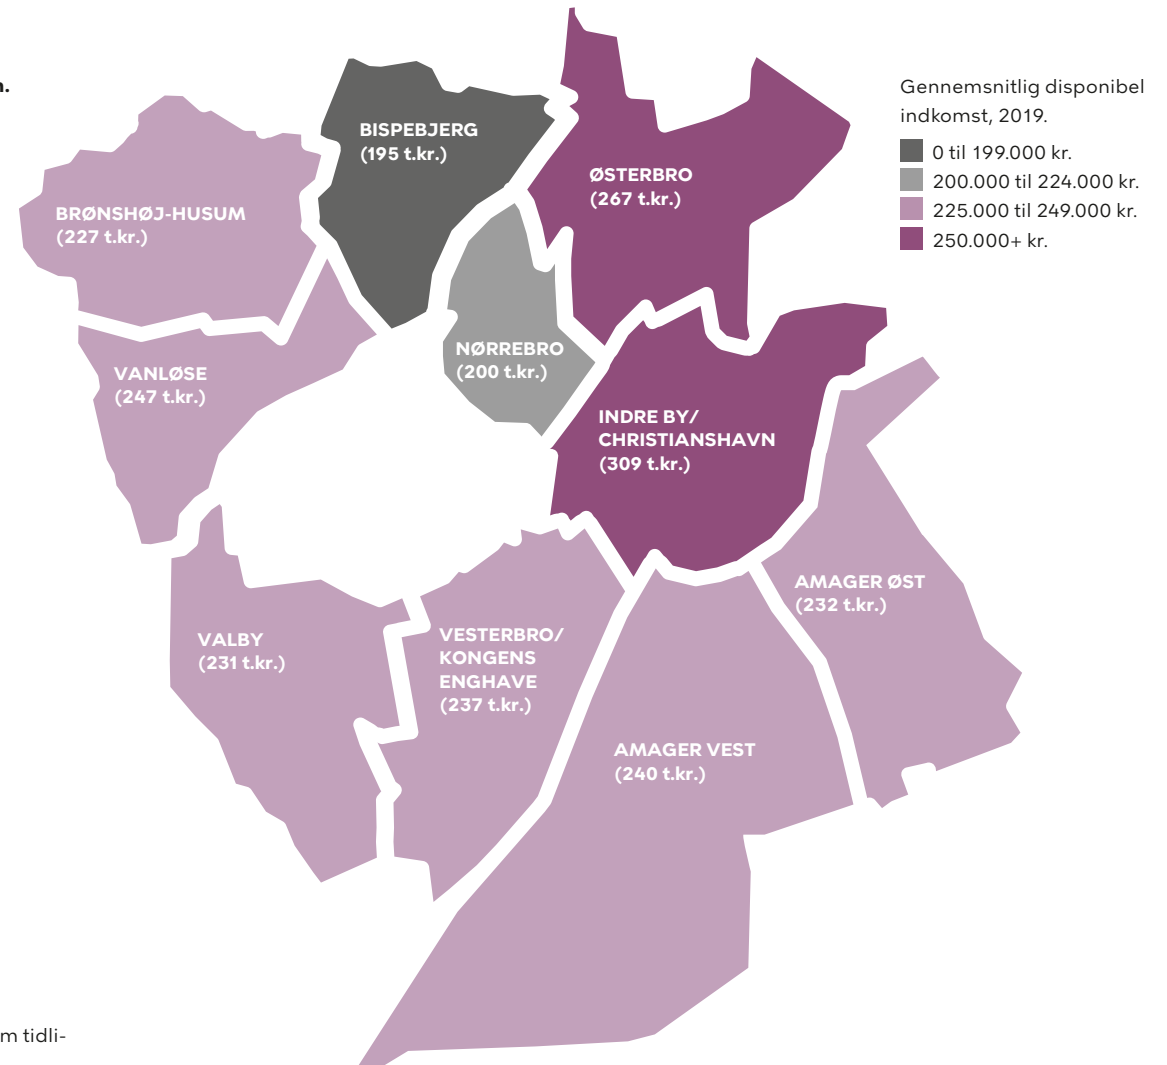 n.
Gennemsnitlig disponibel
indkomst, 2019.
0 til 199.000 kr.
200.000 til 224.000 kr.
225.000 til 249.000 kr.
250.000+ kr.
BISPEBJERG
(195 t.kr.)
ØSTERBRO
(267 t.kr.)
BRØNSHØJ-HUSUM
(227 t.kr.)
NØRREBRO
(200 t.kr.)
VANLØSE
(247 t.kr.)
INDRE BY/
CHRISTIANSHAVN
(309 t.kr.)
AMAGER ØST
(232 t.kr.)
VALBY
(231 t.kr.)
VESTERBRO/
KONGENS
ENGHAVE
(237 t.kr.)
AMAGER VEST
(240 t.kr.)
m tidli-